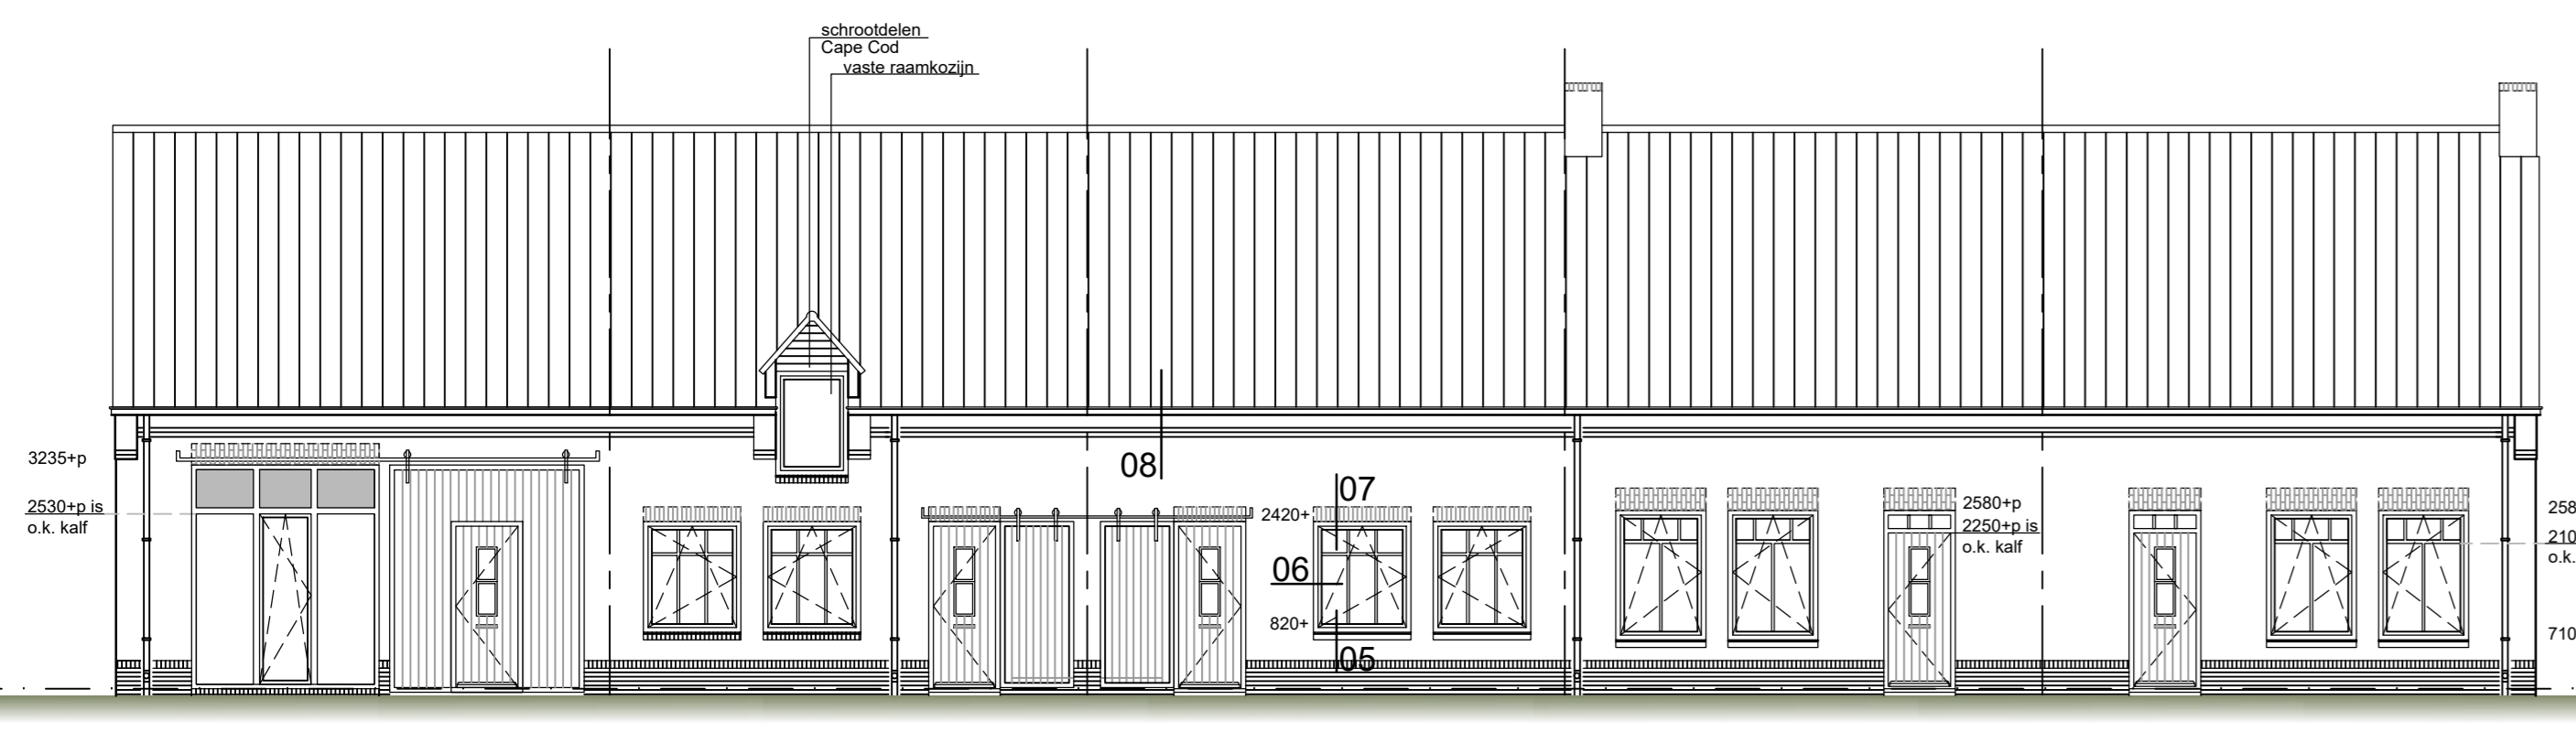 schrootdelen
Cape Cod
vaste raamkozijn
3235+p
2530+p is
o.k. kalf
08
07
2420+
06
820+
05
2580+p
2250+p is
o.k. kalf
258
210
o.k.
710